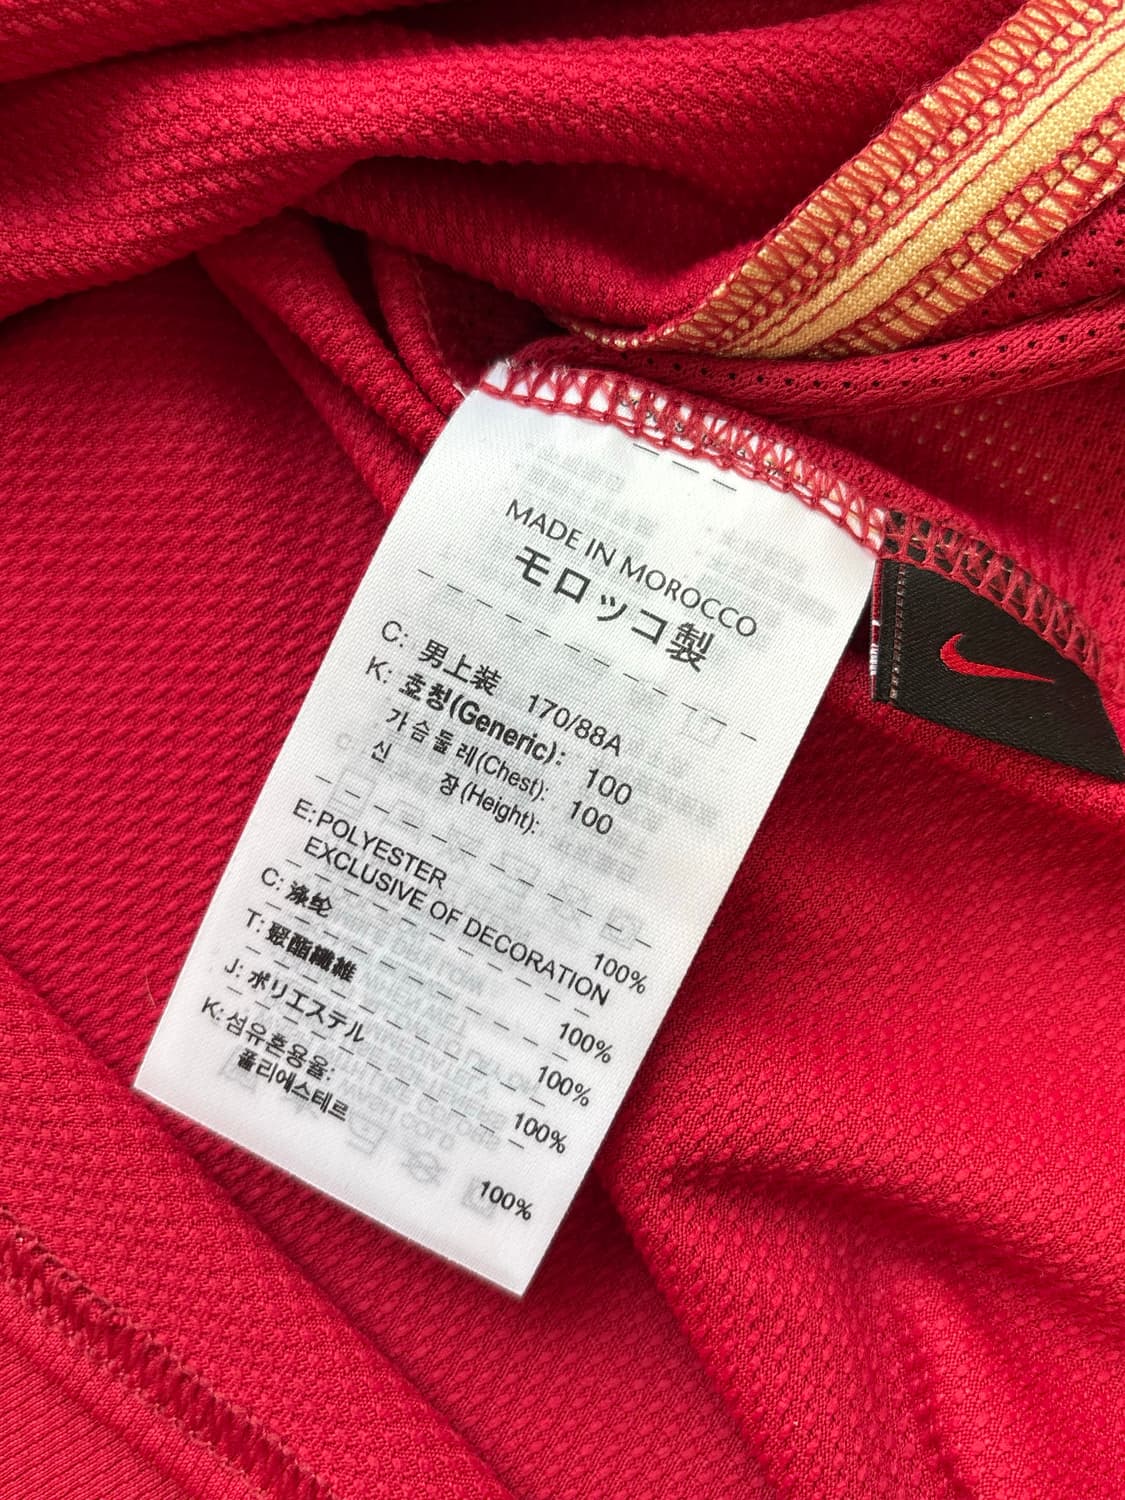 MADE IN MOROCCO
モロッコ製
C: 男上装 170/88A
K: 호칭(Generic): 100
가슴둘레(Chest): 100
신 장(Height):
E: POLYESTER 100%
EXCLUSIVE OF DECORATION
C: 涤纶 100%
T: 聚酯纖維 100%
J: ポリエステル 100%
K: 섬유혼용율:
폴리에스테르 100%